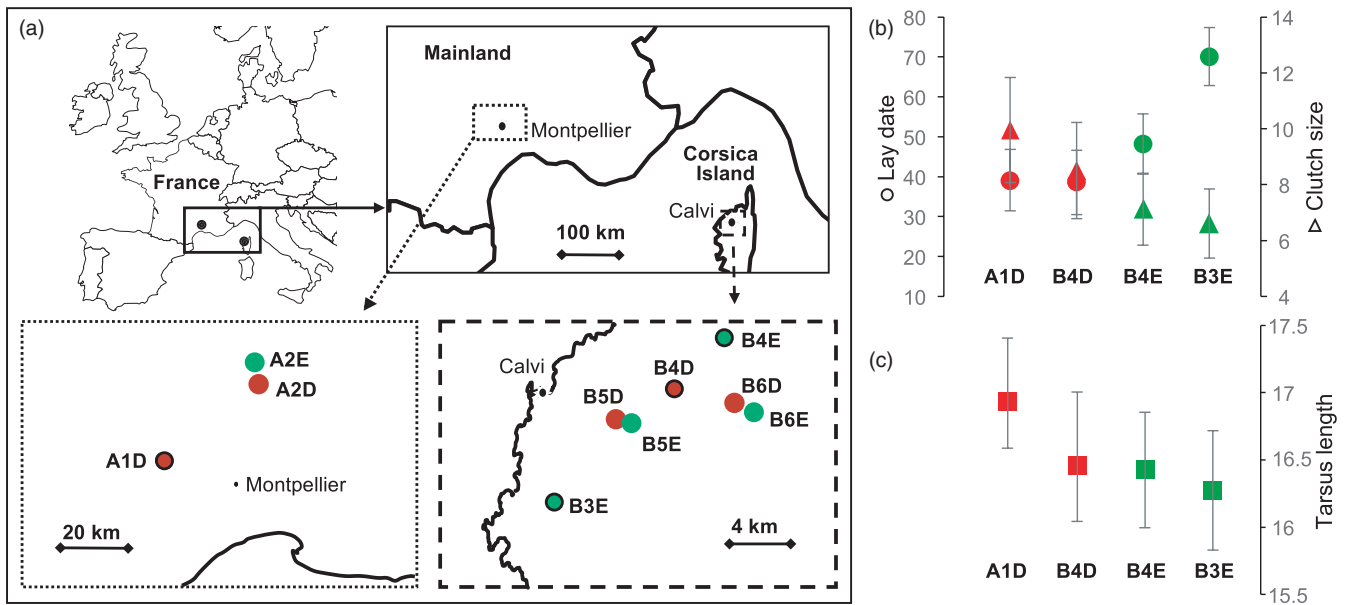 (a)
Mainland
Montpellier
France
Corsica
Island
Calvi
100 km
A2E
A2D
A1D
Montpellier
20 km
Calvi
B4E
B4D
B5D
B6D
B5E
B6E
B3E
4 km
(b)
80
70
60
50
40
30
20
10
Lay date
14
12
10
8
6
4
Clutch size
A1D B4D B4E B3E
(c)
17.5
17
16.5
16
15.5
Tarsus length
A1D B4D B4E B3E